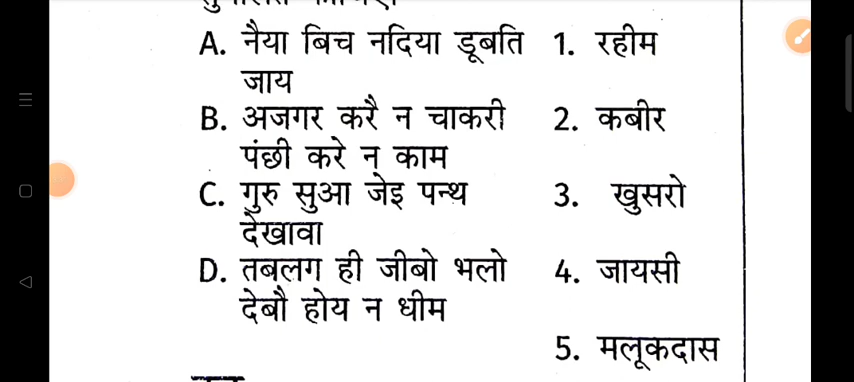 A. नैया बिच नदिया डूबति 1. रहीम
जाय
B. अजगर करै न चाकरी 2. कबीर
पंछी करे न काम
C. गुरु सुआ जेइ पन्थ 3. खुसरो
देखावा
D. तबलग ही जीबो भलो 4. जायसी
देबौ होय न धीम
5. मलूकदास